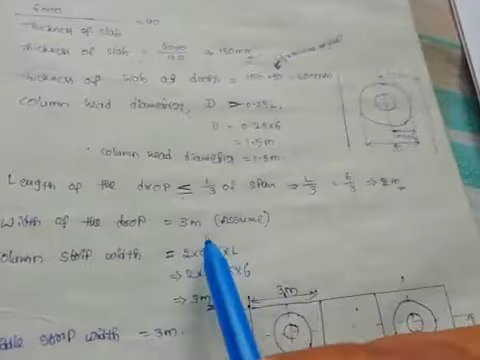 6000
Thickness of slab = 40
Thickness of slab = 6000/40 ⇒ 150mm
Thickness of slab at drop = 150+50 = 200mm
column head diameter, D > 0.25L
D = 0.25x6
= 1.5m
column head diameter = 1.5m.
Length of the drop ≤ 1/3 of span ⇒ L/3 = 6/3 ⇒ 2m
width of the drop = 3m (Assume)
column strip width = 2x L
⇒ 2x x6
⇒ 3m
3m
strip width = 3m.